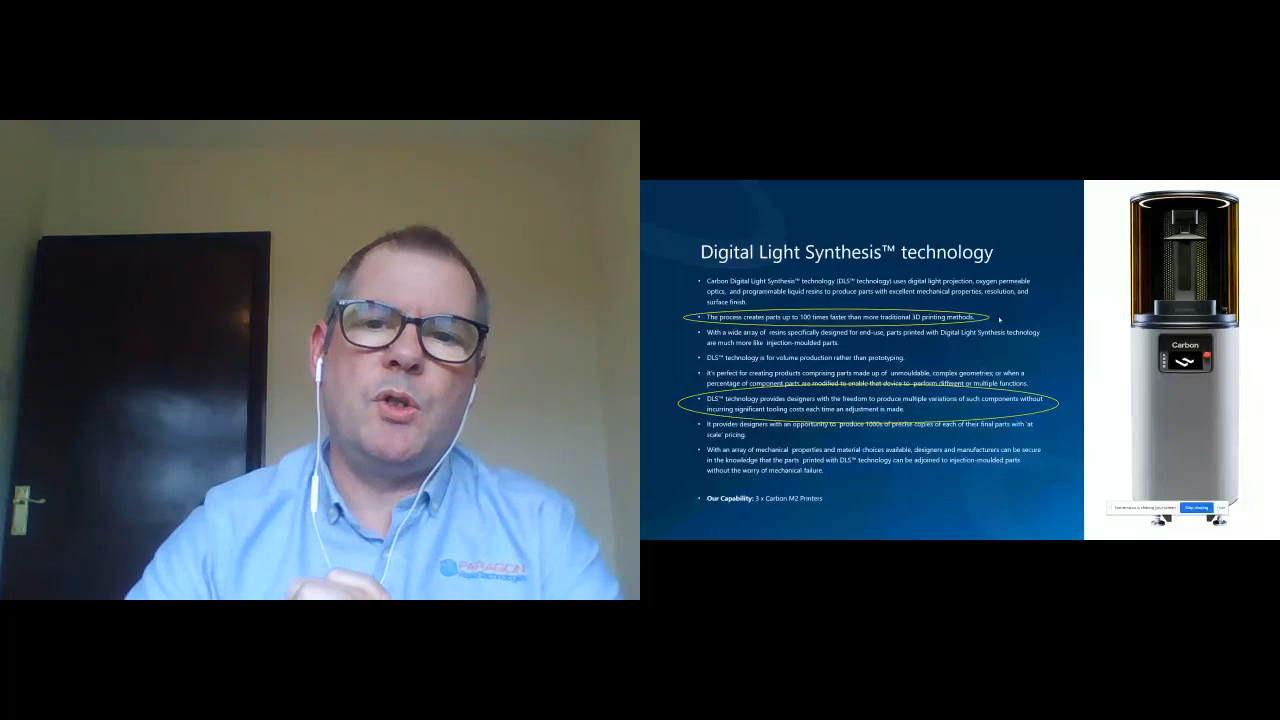 PARAGON
Rapid Technologies
Digital Light Synthesis™ technology
• Carbon Digital Light Synthesis™ technology (DLS™ technology) uses digital light projection, oxygen permeable
optics, and programmable liquid resins to produce parts with excellent mechanical properties, resolution, and
surface finish.
• The process creates parts up to 100 times faster than more traditional 3D printing methods.
• With a wide array of resins specifically designed for end-use, parts printed with Digital Light Synthesis technology
are much more like injection-moulded parts.
• DLS™ technology is for volume production rather than prototyping.
• It's perfect for creating products comprising parts made up of unmouldable, complex geometries; or when a
percentage of component parts are modified to enable that device to perform different or multiple functions.
• DLS™ technology provides designers with the freedom to produce multiple variations of such components without
incurring significant tooling costs each time an adjustment is made.
• It provides designers with an opportunity to produce 1000s of precise copies of each of their final parts with 'at
scale' pricing.
• With an array of mechanical properties and material choices available, designers and manufacturers can be secure
in the knowledge that the parts printed with DLS™ technology can be adjoined to injection-moulded parts
without the worry of mechanical failure.
• Our Capability: 3 x Carbon M2 Printers
Carbon
is sharing your screen.
Stop sharing
Hide